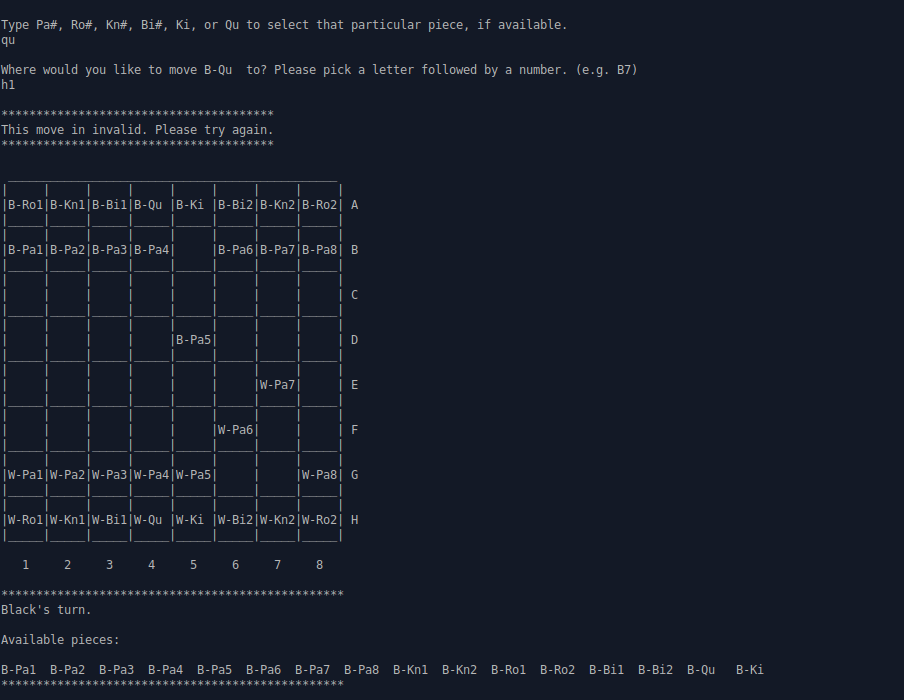 Type Pa#, Ro#, Kn#, Bi#, Ki, or Qu to select that particular piece, if available.
qu
Where would you like to move B-Qu  to? Please pick a letter followed by a number. (e.g. B7)
h1
***************************************
This move in invalid. Please try again.
***************************************
|B-Ro1|B-Kn1|B-Bi1|B-Qu |B-Ki |B-Bi2|B-Kn2|B-Ro2| A
|B-Pa1|B-Pa2|B-Pa3|B-Pa4|     |B-Pa6|B-Pa7|B-Pa8| B
|     |     |     |     |     |     |     |     | C
|     |     |     |     |B-Pa5|     |     |     | D
|     |     |     |     |     |     |W-Pa7|     | E
|     |     |     |     |     |W-Pa6|     |     | F
|W-Pa1|W-Pa2|W-Pa3|W-Pa4|W-Pa5|     |     |W-Pa8| G
|W-Ro1|W-Kn1|W-Bi1|W-Qu |W-Ki |W-Bi2|W-Kn2|W-Ro2| H
1     2     3     4     5     6     7     8
*************************************************
Black's turn.
Available pieces:
B-Pa1  B-Pa2  B-Pa3  B-Pa4  B-Pa5  B-Pa6  B-Pa7  B-Pa8  B-Kn1  B-Kn2  B-Ro1  B-Ro2  B-Bi1  B-Bi2  B-Qu   B-Ki
*************************************************